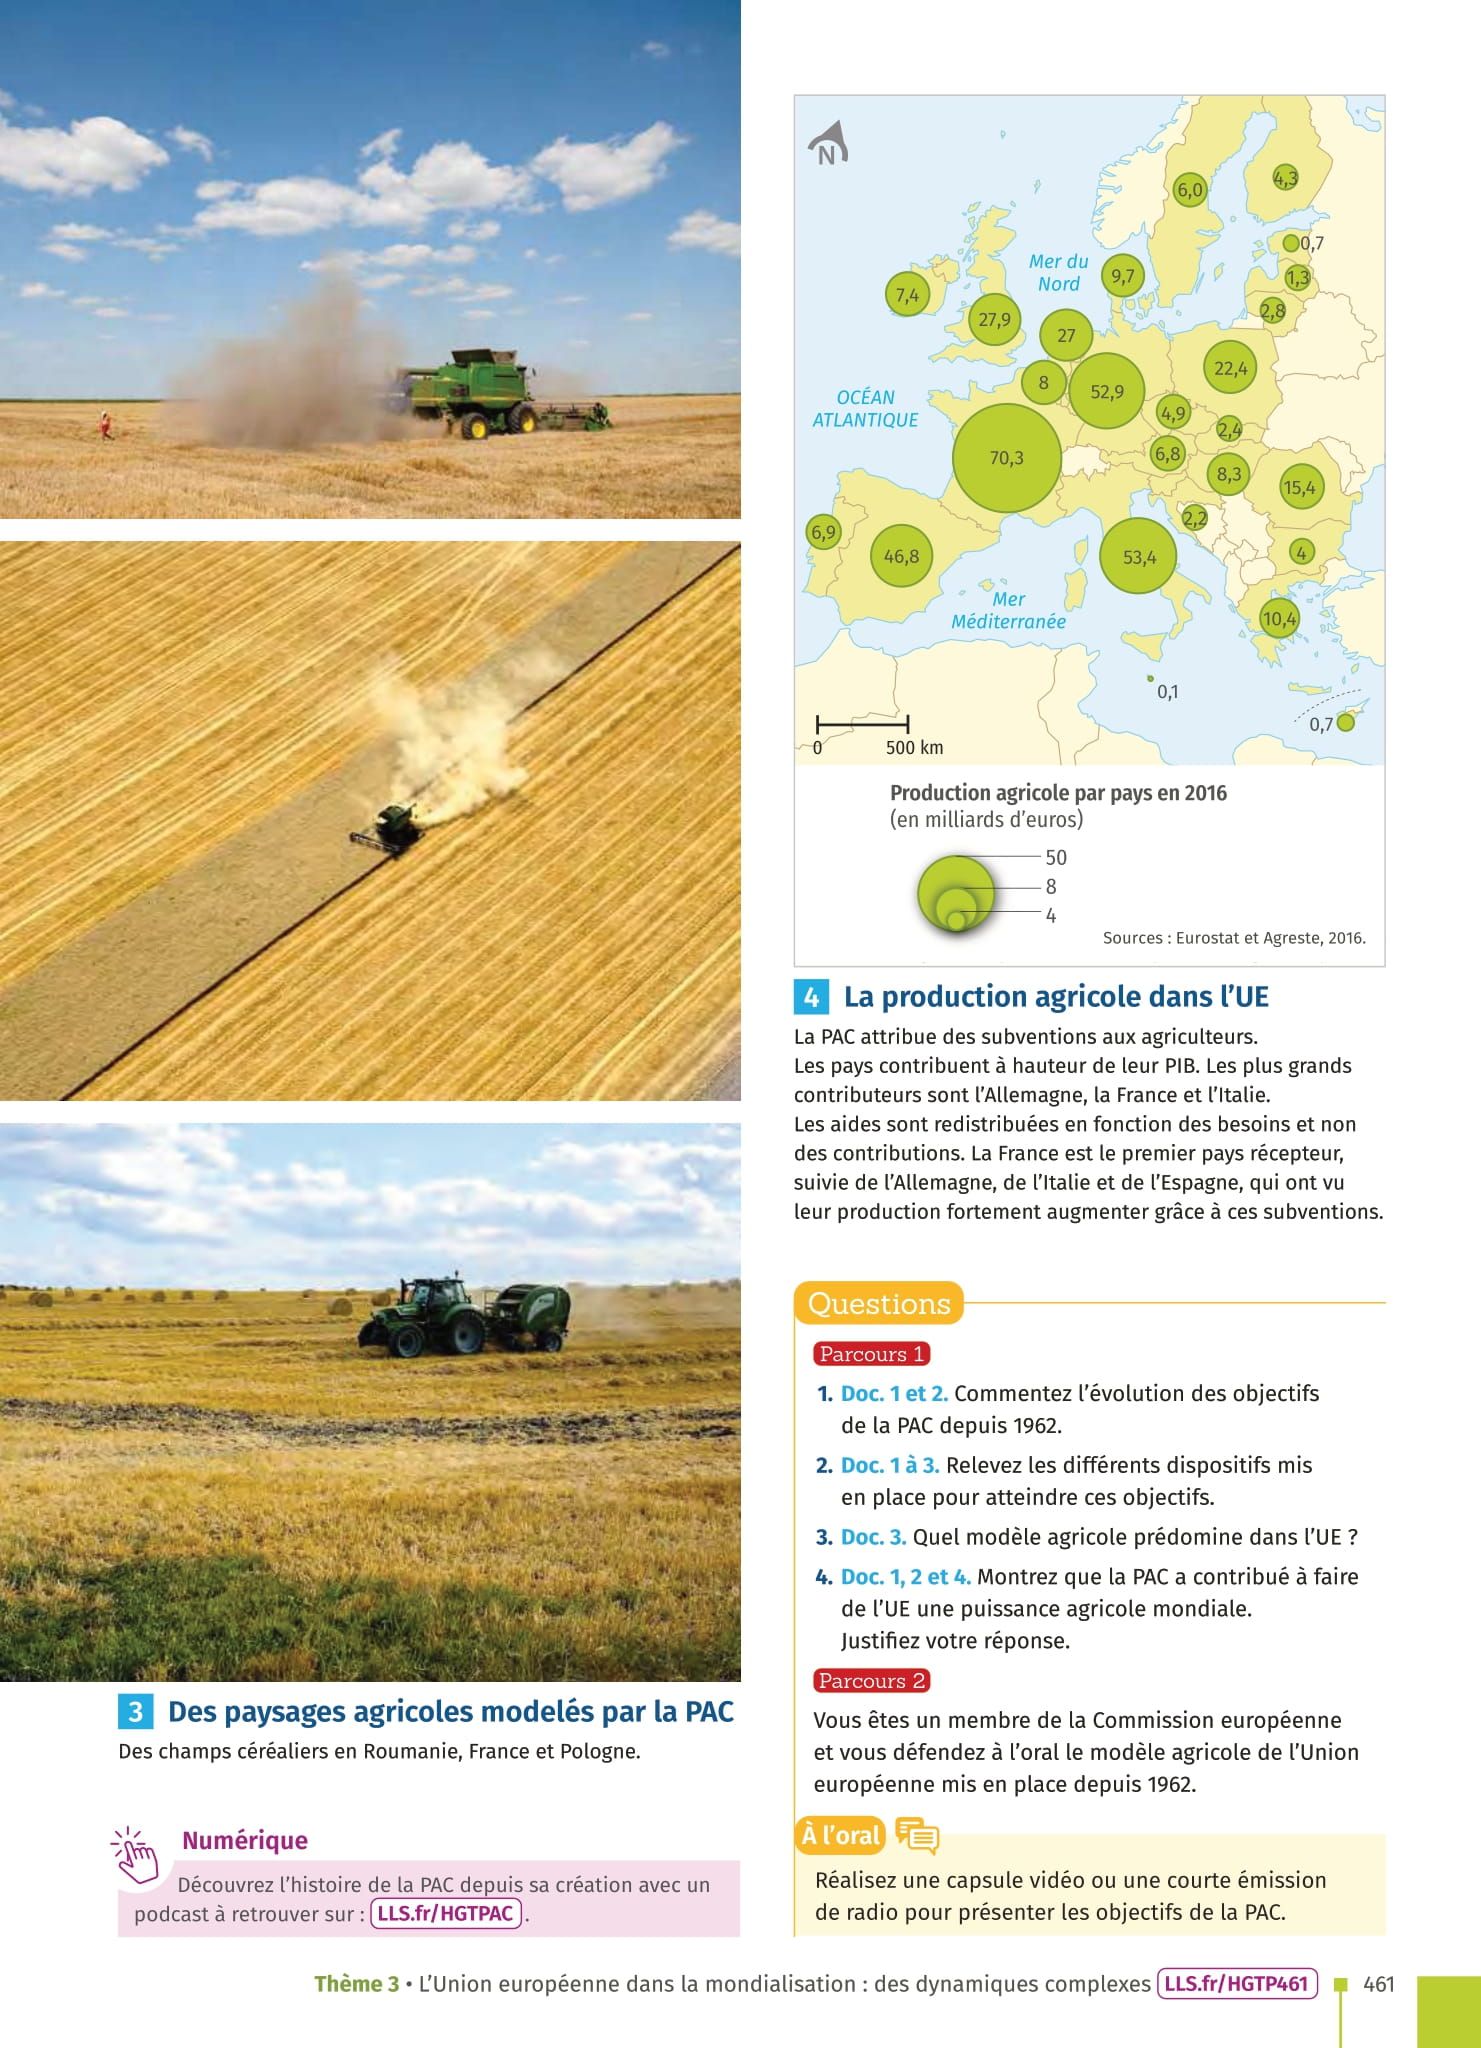 N
6,0
4,3
0,7
1,3
2,8
Mer du
Nord
9,7
7,4
27,9
27
22,4
8
52,9
OCÉAN
ATLANTIQUE
4,9
2,4
70,3
6,8
8,3
15,4
2,2
6,9
46,8
53,4
4
Mer
Méditerranée
10,4
0,1
0,7
0
500 km
Production agricole par pays en 2016
(en milliards d'euros)
50
8
4
Sources : Eurostat et Agreste, 2016.
4 La production agricole dans l'UE
La PAC attribue des subventions aux agriculteurs.
Les pays contribuent à hauteur de leur PIB. Les plus grands
contributeurs sont l'Allemagne, la France et l'Italie.
Les aides sont redistribuées en fonction des besoins et non
des contributions. La France est le premier pays récepteur,
suivie de l'Allemagne, de l'Italie et de l'Espagne, qui ont vu
leur production fortement augmenter grâce à ces subventions.
Questions
Parcours 1
1. Doc. 1 et 2. Commentez l'évolution des objectifs
de la PAC depuis 1962.
2. Doc. 1 à 3. Relevez les différents dispositifs mis
en place pour atteindre ces objectifs.
3. Doc. 3. Quel modèle agricole prédomine dans l'UE ?
4. Doc. 1, 2 et 4. Montrez que la PAC a contribué à faire
de l'UE une puissance agricole mondiale.
Justifiez votre réponse.
Parcours 2
Vous êtes un membre de la Commission européenne
et vous défendez à l'oral le modèle agricole de l'Union
européenne mis en place depuis 1962.
À l'oral
Réalisez une capsule vidéo ou une courte émission
de radio pour présenter les objectifs de la PAC.
3 Des paysages agricoles modelés par la PAC
Des champs céréaliers en Roumanie, France et Pologne.
Numérique
Découvrez l'histoire de la PAC depuis sa création avec un
podcast à retrouver sur : LLS.fr/HGTPAC .
Thème 3 • L'Union européenne dans la mondialisation : des dynamiques complexes LLS.fr/HGTP461 461